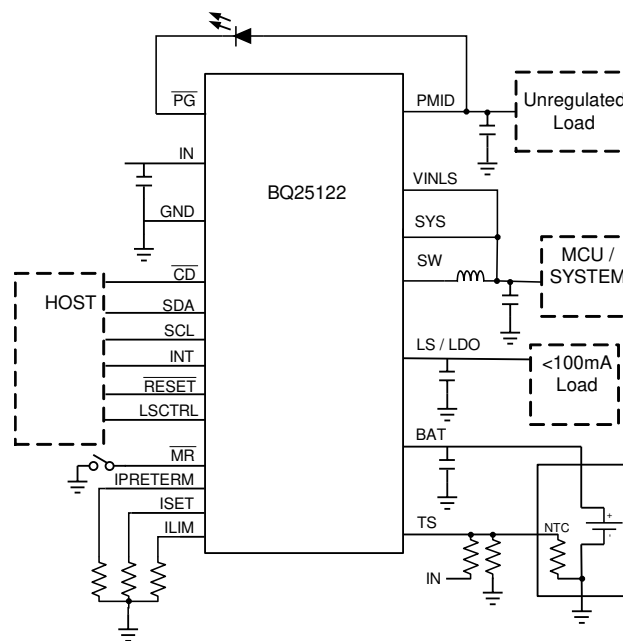 PG
PMID
Unregulated
Load
IN
BQ25122
VINLS
GND
SYS
SW
MCU /
SYSTEM
HOST
CD
SDA
SCL
INT
RESET
LSCTRL
LS / LDO
<100mA
Load
MR
BAT
IPRETERM
ISET
ILIM
TS
NTC
+
-
IN